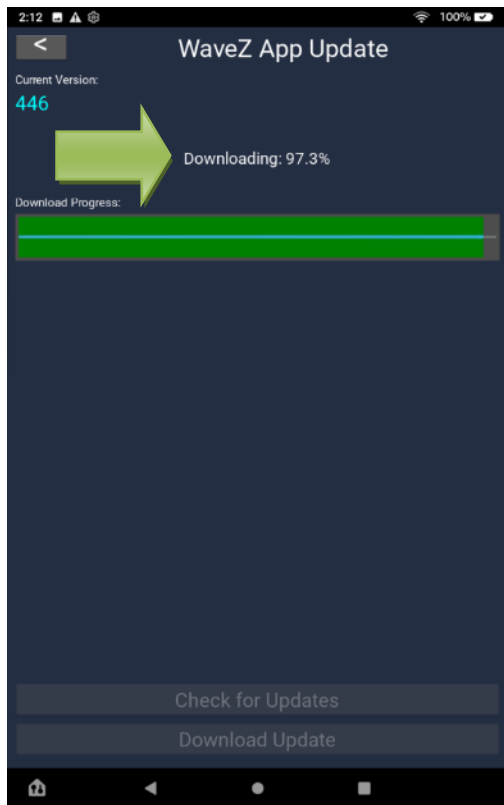 2:12 100%
< WaveZ App Update
Current Version:
446
Downloading: 97.3%
Download Progress:
Check for Updates
Download Update